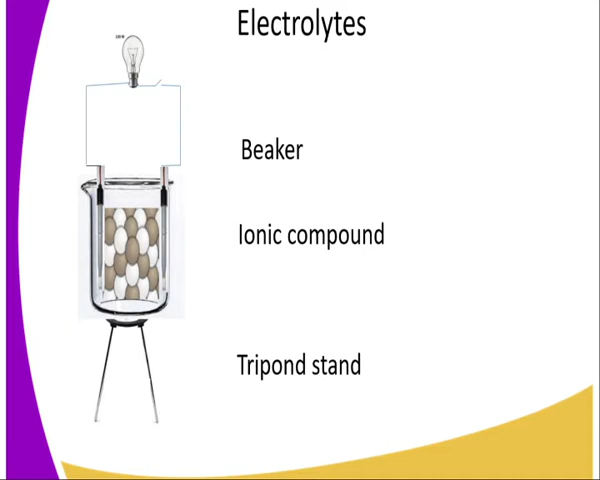 Electrolytes
Beaker
Ionic compound
Tripond stand